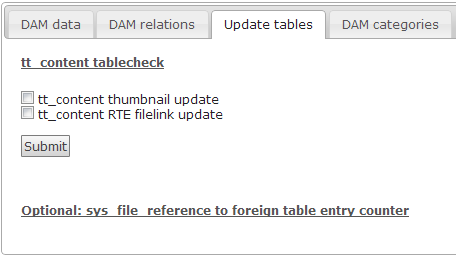 DAM data DAM relations Update tables DAM categories
tt_content tablecheck
tt_content thumbnail update
tt_content RTE filelink update
Submit
Optional: sys_file_reference to foreign table entry counter